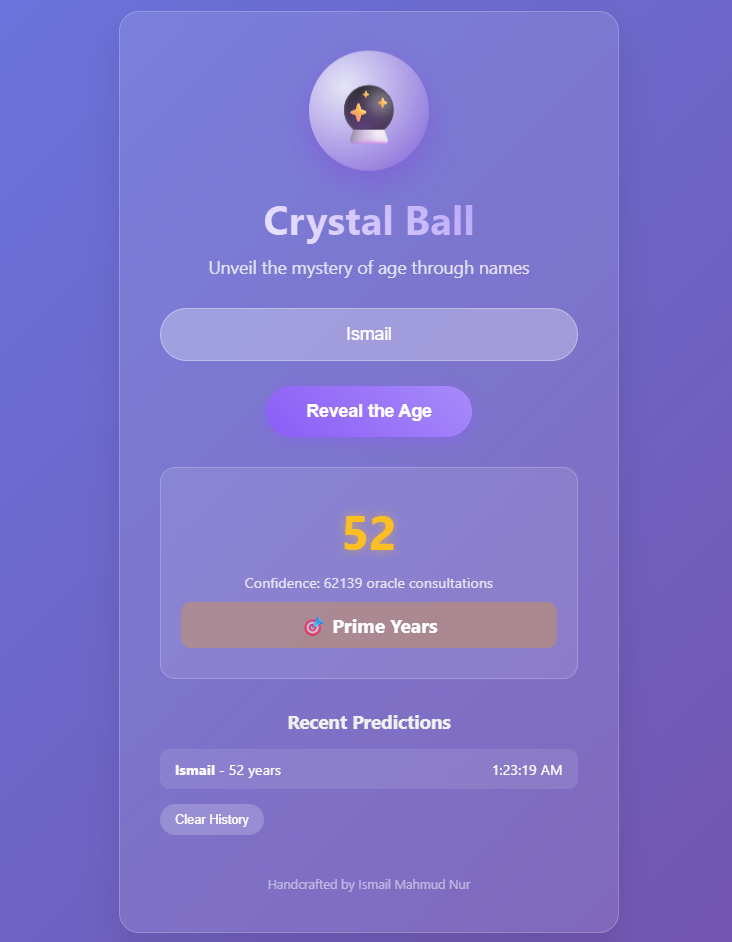 Crystal Ball
Unveil the mystery of age through names
Ismail
Reveal the Age
52
Confidence: 62139 oracle consultations
🎯 Prime Years
Recent Predictions
Ismail - 52 years 1:23:19 AM
Clear History
Handcrafted by Ismail Mahmud Nur